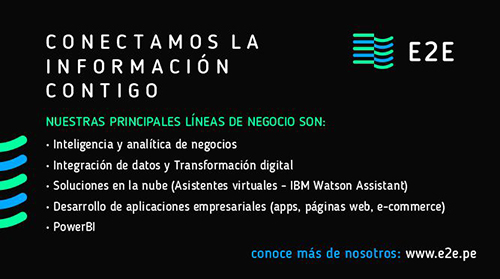 CONECTAMOS LA
INFORMACIÓN
CONTIGO
E2E
NUESTRAS PRINCIPALES LÍNEAS DE NEGOCIO SON:
• Inteligencia y analítica de negocios
• Integración de datos y Transformación digital
• Soluciones en la nube (Asistentes virtuales - IBM Watson Assistant)
• Desarrollo de aplicaciones empresariales (apps, páginas web, e-commerce)
• PowerBI
conoce más de nosotros: www.e2e.pe